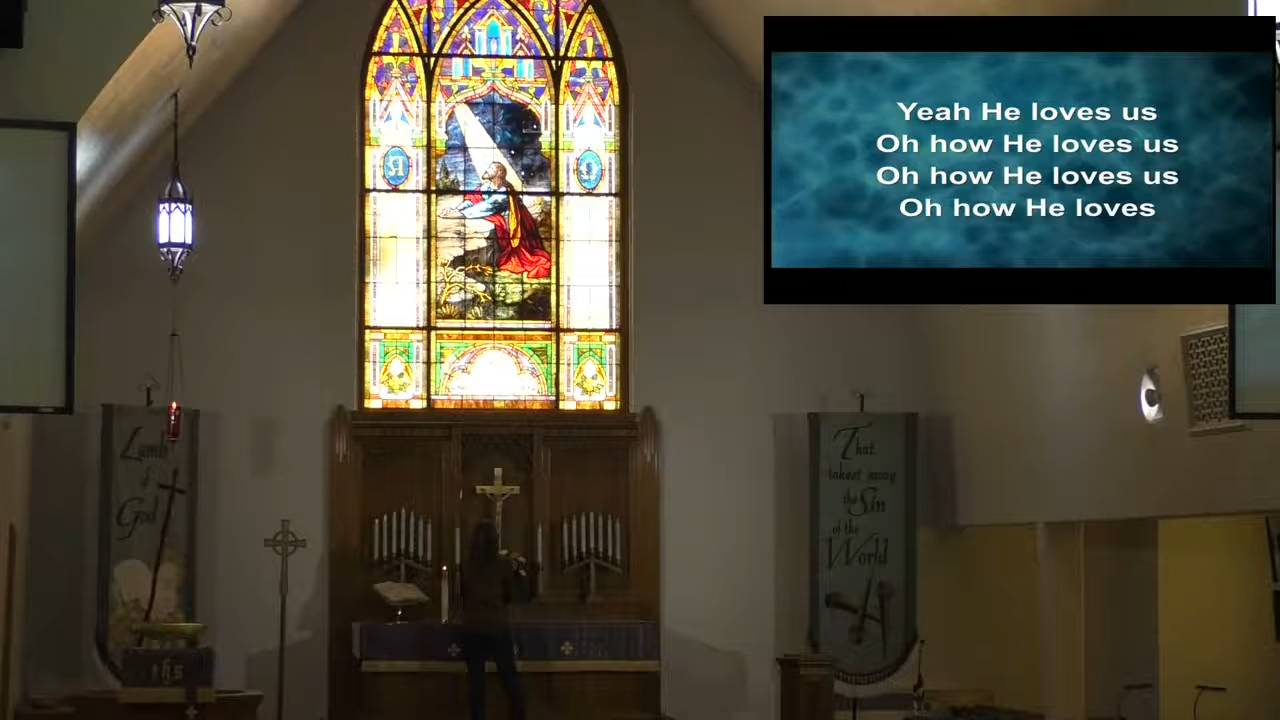 Yeah He loves us
Oh how He loves us
Oh how He loves us
Oh how He loves
Lamb
of
God
That
takest away
the Sin
of the
World
ihs